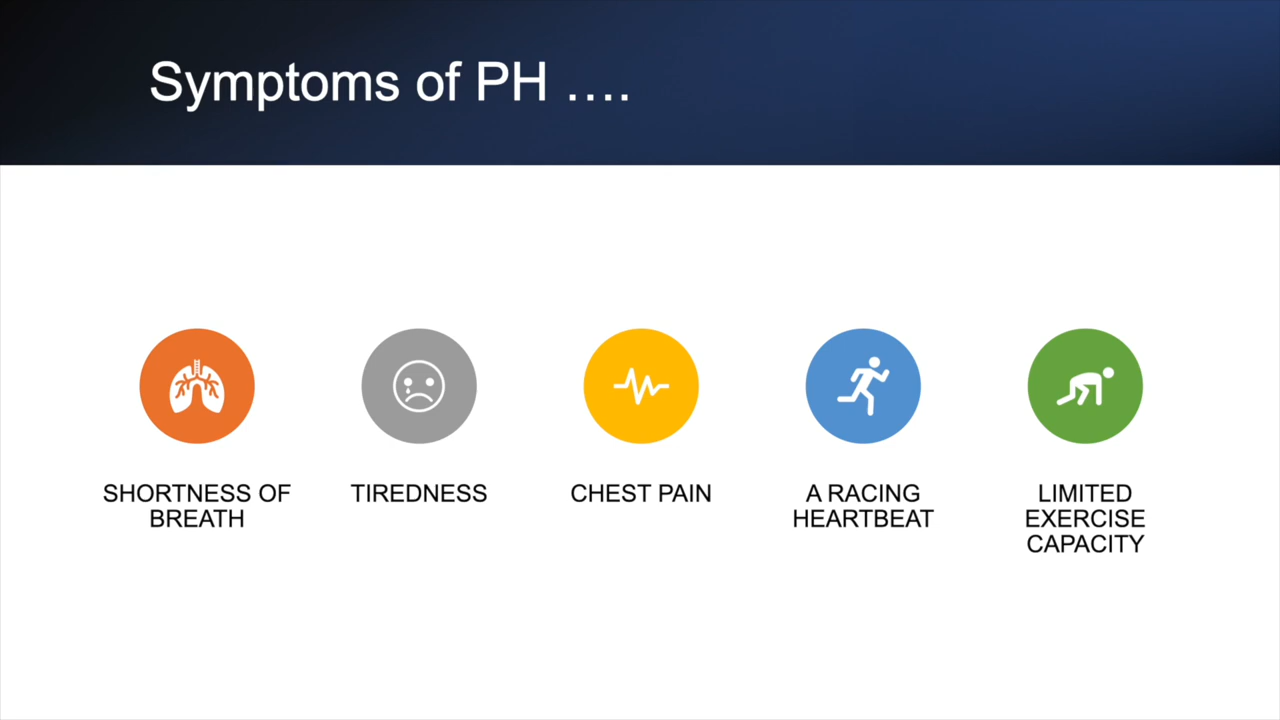 Symptoms of PH ....
SHORTNESS OF
BREATH
TIREDNESS
CHEST PAIN
A RACING
HEARTBEAT
LIMITED
EXERCISE
CAPACITY